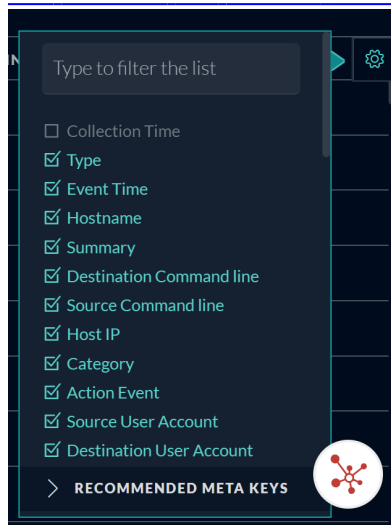 IN
Type to filter the list
Collection Time
Type
Event Time
Hostname
Summary
Destination Command line
Source Command line
Host IP
Category
Action Event
Source User Account
Destination User Account
RECOMMENDED META KEYS